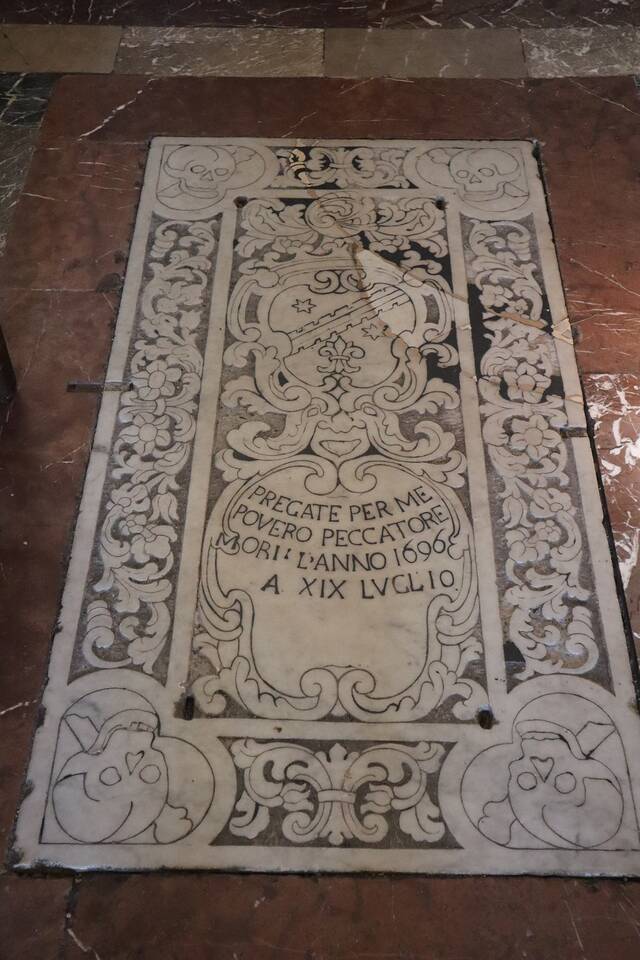 PREGATE PER ME
POVERO PECCATORE
MORI L'ANNO 1696
A XIX LVGLIO